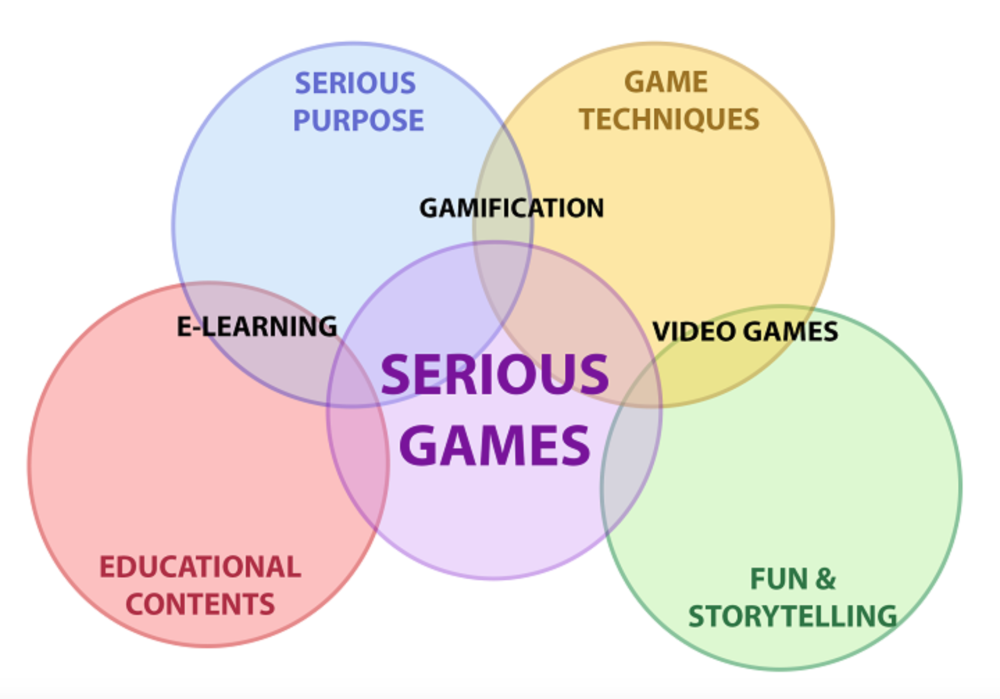 SERIOUS
PURPOSE
GAME
TECHNIQUES
GAMIFICATION
E-LEARNING
VIDEO GAMES
SERIOUS
GAMES
EDUCATIONAL
CONTENTS
FUN &
STORYTELLING